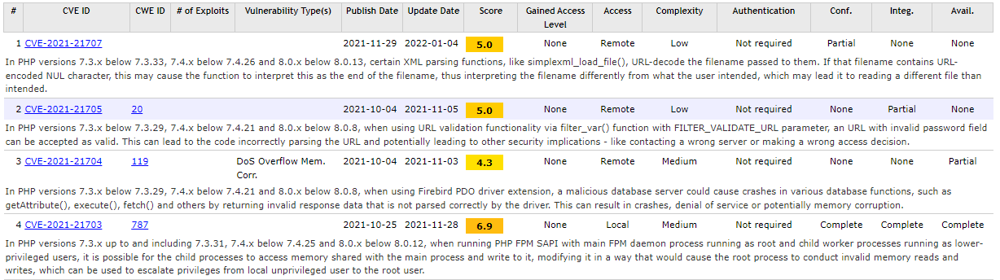 # CVE ID CWE ID # of Exploits Vulnerability Type(s) Publish Date Update Date Score Gained Access Level Access Complexity Authentication Conf. Integ. Avail.
1 CVE-2021-21707 2021-11-29 2022-01-04 5.0 None Remote Low Not required Partial None None
In PHP versions 7.3.x below 7.3.33, 7.4.x below 7.4.26 and 8.0.x below 8.0.13, certain XML parsing functions, like simplexml_load_file(), URL-decode the filename passed to them. If that filename contains URL-
encoded NUL character, this may cause the function to interpret this as the end of the filename, thus interpreting the filename differently from what the user intended, which may lead it to reading a different file than
intended.
2 CVE-2021-21705 20 2021-10-04 2021-11-05 5.0 None Remote Low Not required None Partial None
In PHP versions 7.3.x below 7.3.29, 7.4.x below 7.4.21 and 8.0.x below 8.0.8, when using URL validation functionality via filter_var() function with FILTER_VALIDATE_URL parameter, an URL with invalid password field
can be accepted as valid. This can lead to the code incorrectly parsing the URL and potentially leading to other security implications - like contacting a wrong server or making a wrong access decision.
3 CVE-2021-21704 119 DoS Overflow Mem. Corr. 2021-10-04 2021-11-03 4.3 None Remote Medium Not required None None Partial
In PHP versions 7.3.x below 7.3.29, 7.4.x below 7.4.21 and 8.0.x below 8.0.8, when using Firebird PDO driver extension, a malicious database server could cause crashes in various database functions, such as
getAttribute(), execute(), fetch() and others by returning invalid response data that is not parsed correctly by the driver. This can result in crashes, denial of service or potentially memory corruption.
4 CVE-2021-21703 787 2021-10-25 2021-11-28 6.9 None Local Medium Not required Complete Complete Complete
In PHP versions 7.3.x up to and including 7.3.31, 7.4.x below 7.4.25 and 8.0.x below 8.0.12, when running PHP FPM SAPI with main FPM daemon process running as root and child worker processes running as lower-
privileged users, it is possible for the child processes to access memory shared with the main process and write to it, modifying it in a way that would cause the root process to conduct invalid memory reads and
writes, which can be used to escalate privileges from local unprivileged user to the root user.